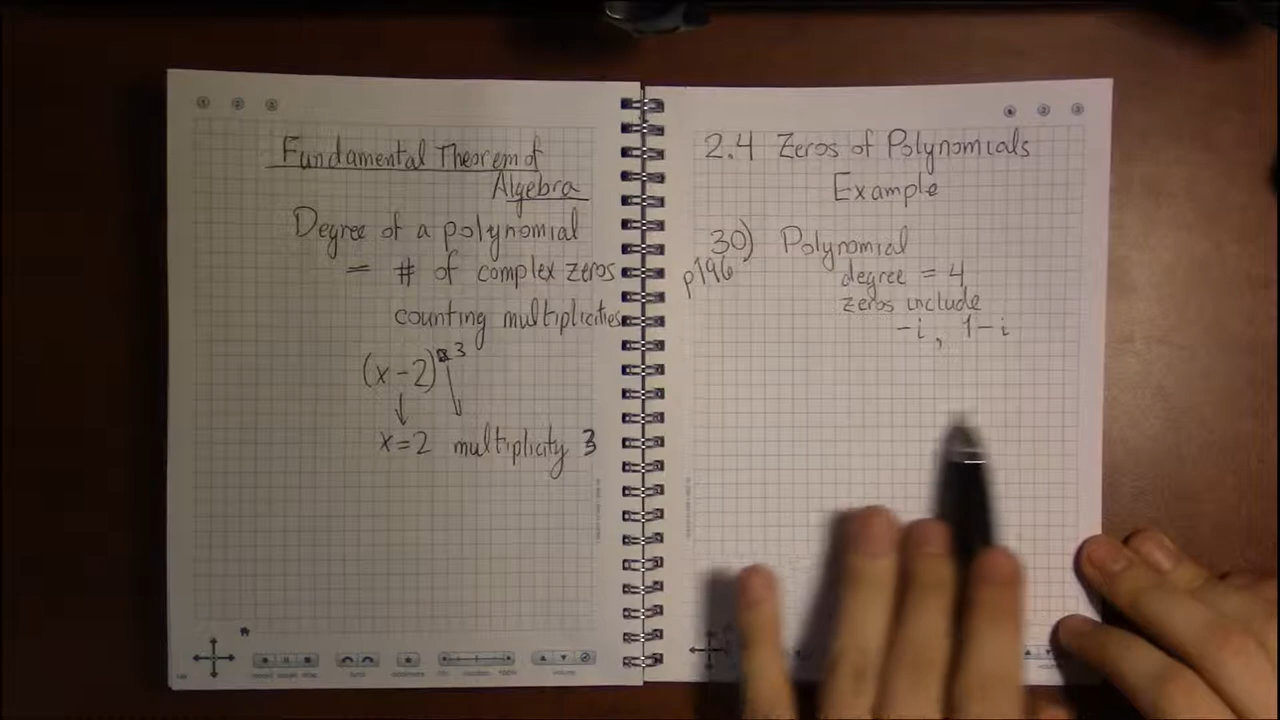 Fundamental Theorem of
Algebra
Degree of a polynomial
= # of complex zeros
counting multiplicities
(x-2)³
x=2 multiplicity 3
2.4 Zeros of Polynomials
Example
30) Polynomial
p196
degree = 4
zeros include
-i, 1-i